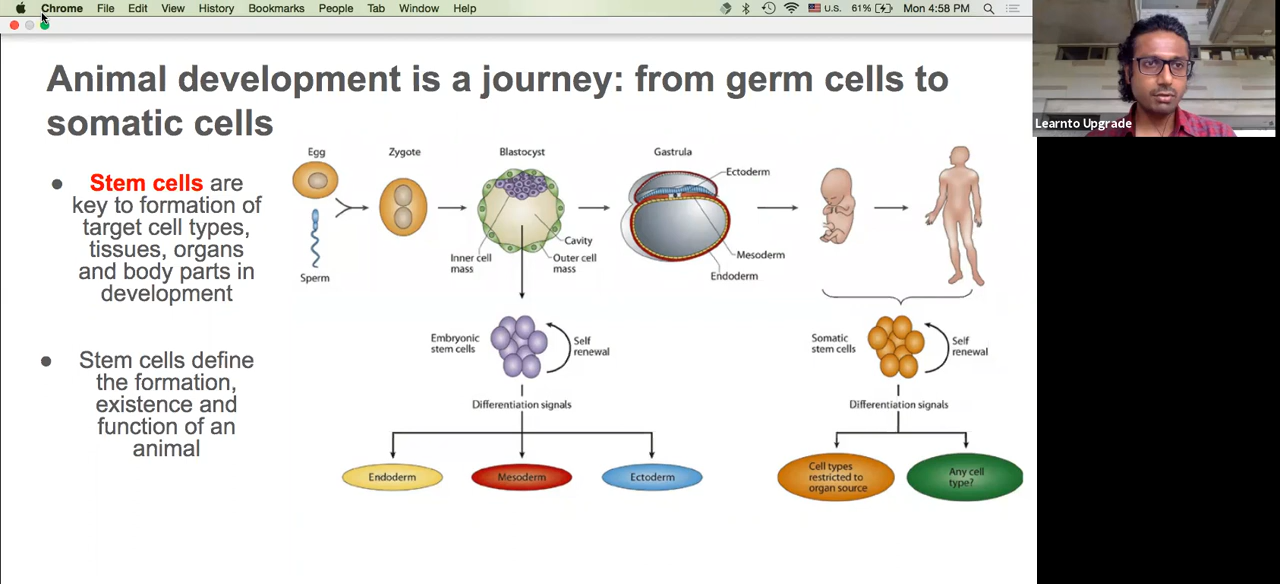 Chrome File Edit View History Bookmarks People Tab Window Help U.S. 61% Mon 4:58 PM
Animal development is a journey: from germ cells to
somatic cells
Learnto Upgrade
● Stem cells are
key to formation of
target cell types,
tissues, organs
and body parts in
development
● Stem cells define
the formation,
existence and
function of an
animal
Egg
Zygote
Blastocyst
Gastrula
Ectoderm
Cavity
Inner cell
mass
Outer cell
mass
Mesoderm
Endoderm
Sperm
Embryonic
stem cells
Self
renewal
Somatic
stem cells
Self
renewal
Differentiation signals
Differentiation signals
Endoderm
Mesoderm
Ectoderm
Cell types
restricted to
organ source
Any cell
type?